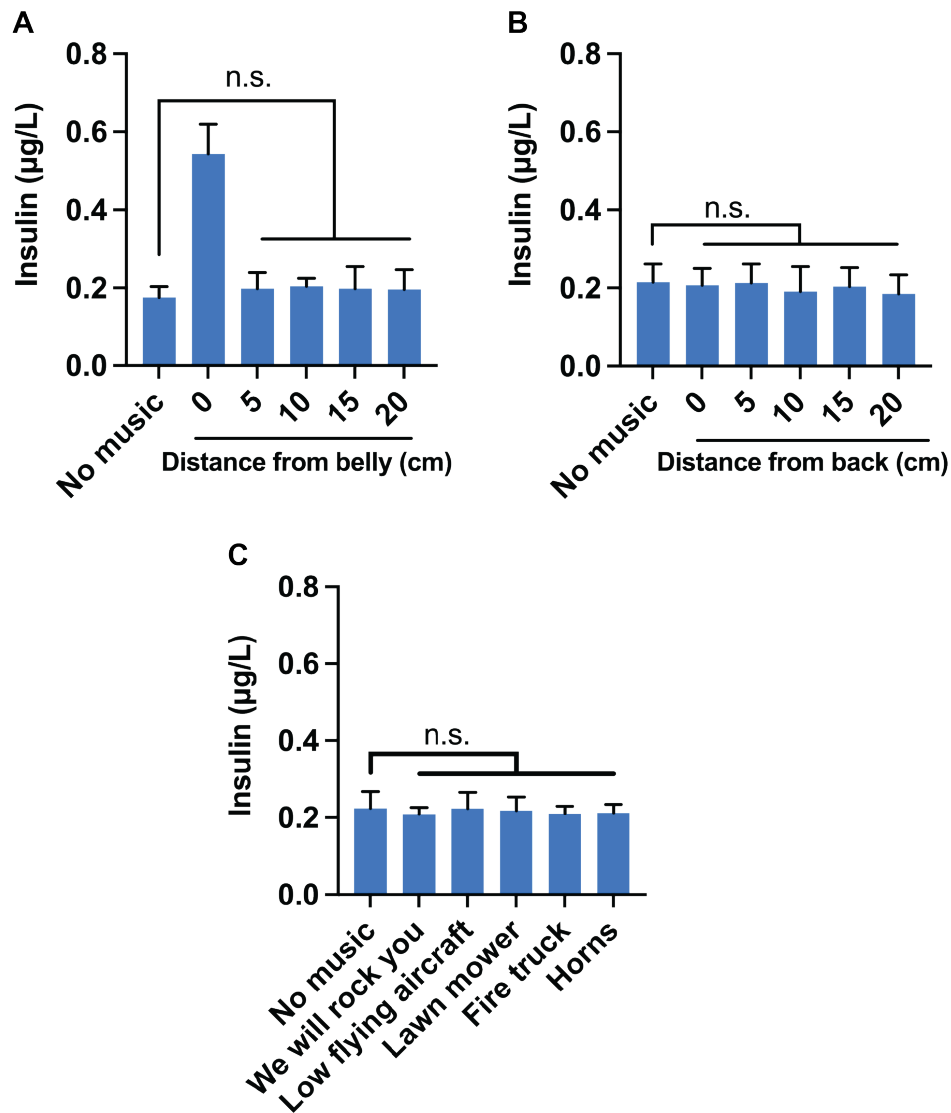 A
Insulin (µg/L)
0.8
0.6
0.4
0.2
0.0
n.s.
No music
0
5
10
15
20
Distance from belly (cm)
B
Insulin (µg/L)
0.8
0.6
0.4
0.2
0.0
n.s.
No music
0
5
10
15
20
Distance from back (cm)
C
Insulin (µg/L)
0.8
0.6
0.4
0.2
0.0
n.s.
No music
We will rock you
Low flying aircraft
Lawn mower
Fire truck
Horns